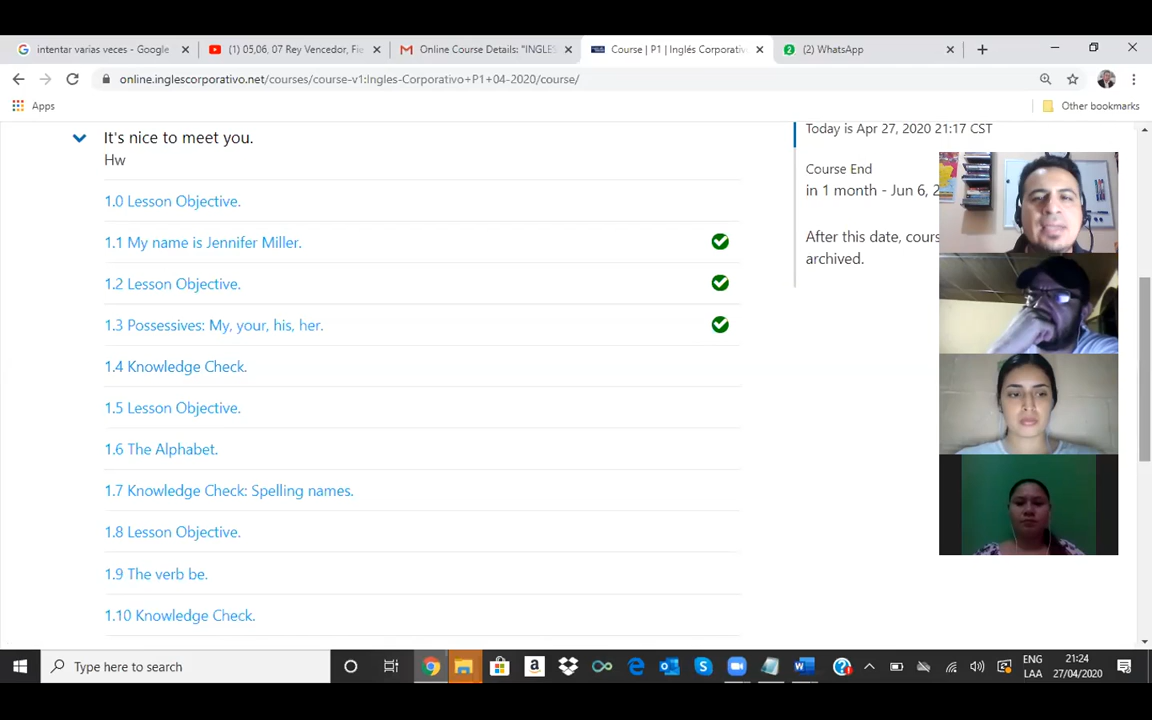 intentar varias veces - Google
(1) 05,06, 07 Rey Vencedor, Fie
Online Course Details: "INGLES
Course | P1 | Inglés Corporativo
(2) WhatsApp
online.inglescorporativo.net/courses/course-v1:Ingles-Corporativo+P1+04-2020/course/
Apps
Other bookmarks
It's nice to meet you.
Hw
1.0 Lesson Objective.
1.1 My name is Jennifer Miller.
1.2 Lesson Objective.
1.3 Possessives: My, your, his, her.
1.4 Knowledge Check.
1.5 Lesson Objective.
1.6 The Alphabet.
1.7 Knowledge Check: Spelling names.
1.8 Lesson Objective.
1.9 The verb be.
1.10 Knowledge Check.
Today is Apr 27, 2020 21:17 CST
Course End
in 1 month - Jun 6, 2
After this date, cours
archived.
Type here to search
ENG
LAA
21:24
27/04/2020